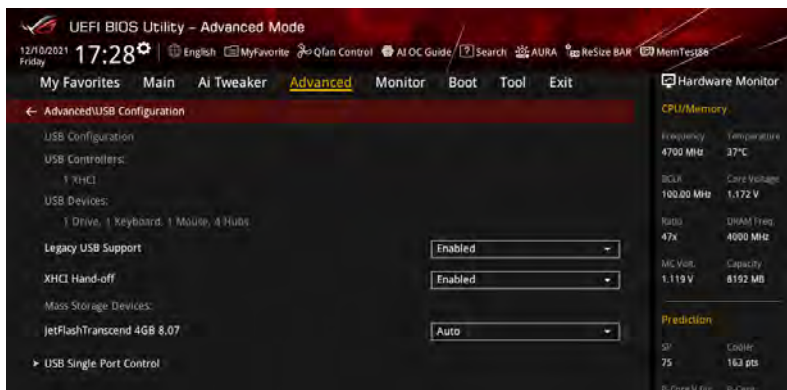 UEFI BIOS Utility – Advanced Mode
12/10/2021 Friday 17:28 English MyFavorite Qfan Control AI OC Guide Search AURA ReSize BAR MemTest86
My Favorites Main Ai Tweaker Advanced Monitor Boot Tool Exit
Hardware Monitor
← Advanced\USB Configuration
USB Configuration
USB Controllers:
1 XHCI
USB Devices:
1 Drive, 1 Keyboard, 1 Mouse, 4 Hubs
Legacy USB Support Enabled
XHCI Hand-off Enabled
Mass Storage Devices:
JetFlashTranscend 4GB 8.07 Auto
USB Single Port Control
CPU/Memory
Frequency Temperature
4700 MHz 37°C
BCLK Core Voltage
100.00 MHz 1.172 V
Ratio DRAM Freq.
47x 4000 MHz
MC Volt. Capacity
1.119 V 8192 MB
Prediction
SP Cooler
75 163 pts